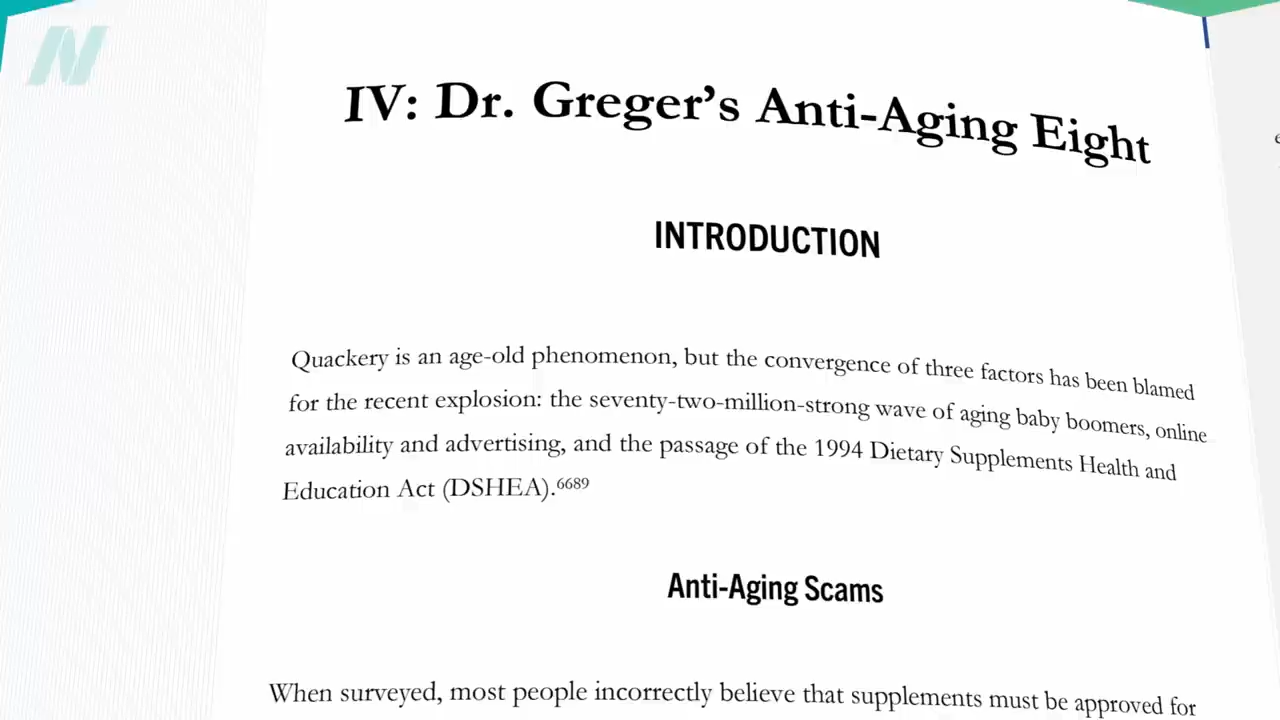 N
IV: Dr. Greger’s Anti-Aging Eight
INTRODUCTION
Quackery is an age-old phenomenon, but the convergence of three factors has been blamed
for the recent explosion: the seventy-two-million-strong wave of aging baby boomers, online
availability and advertising, and the passage of the 1994 Dietary Supplements Health and
Education Act (DSHEA).⁶⁶⁸⁹
Anti-Aging Scams
When surveyed, most people incorrectly believe that supplements must be approved for